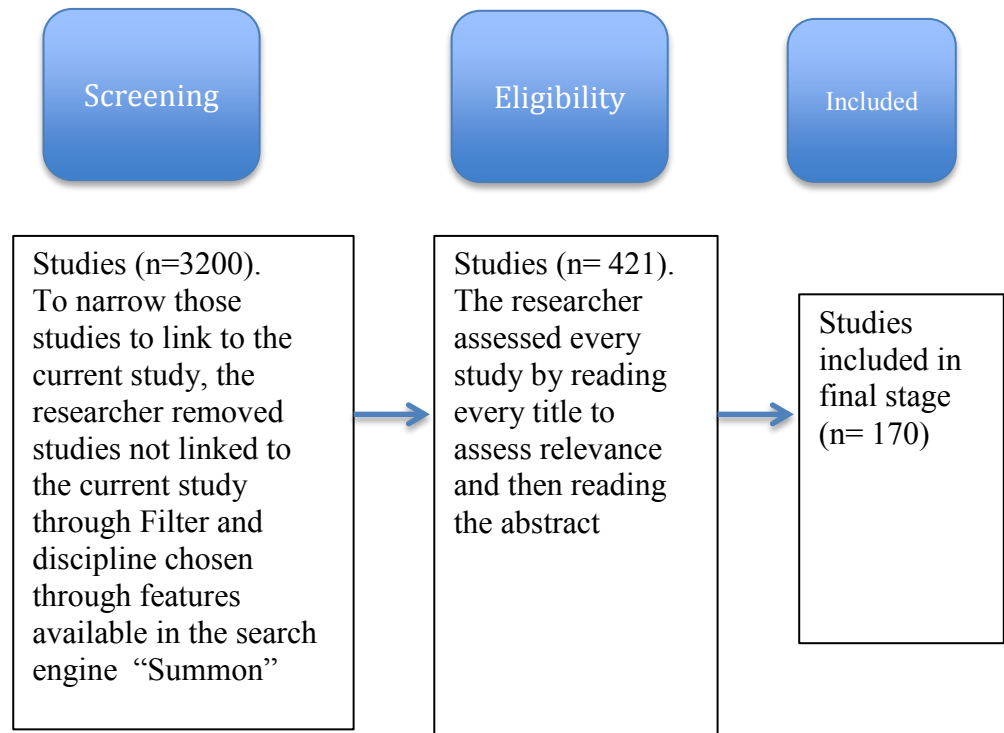 Screening
Eligibility
Included
Studies (n=3200).
To narrow those
studies to link to the
current study, the
researcher removed
studies not linked to
the current study
through Filter and
discipline chosen
through features
available in the search
engine  “Summon”
Studies (n= 421).
The researcher
assessed every
study by reading
every title to
assess relevance
and then reading
the abstract
Studies
included in
final stage
(n= 170)